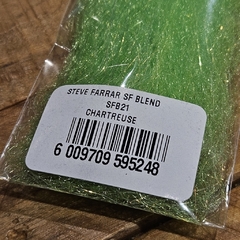 STEVE FARRAR SF BLEND
SFB21
CHARTREUSE
6 009709 595248